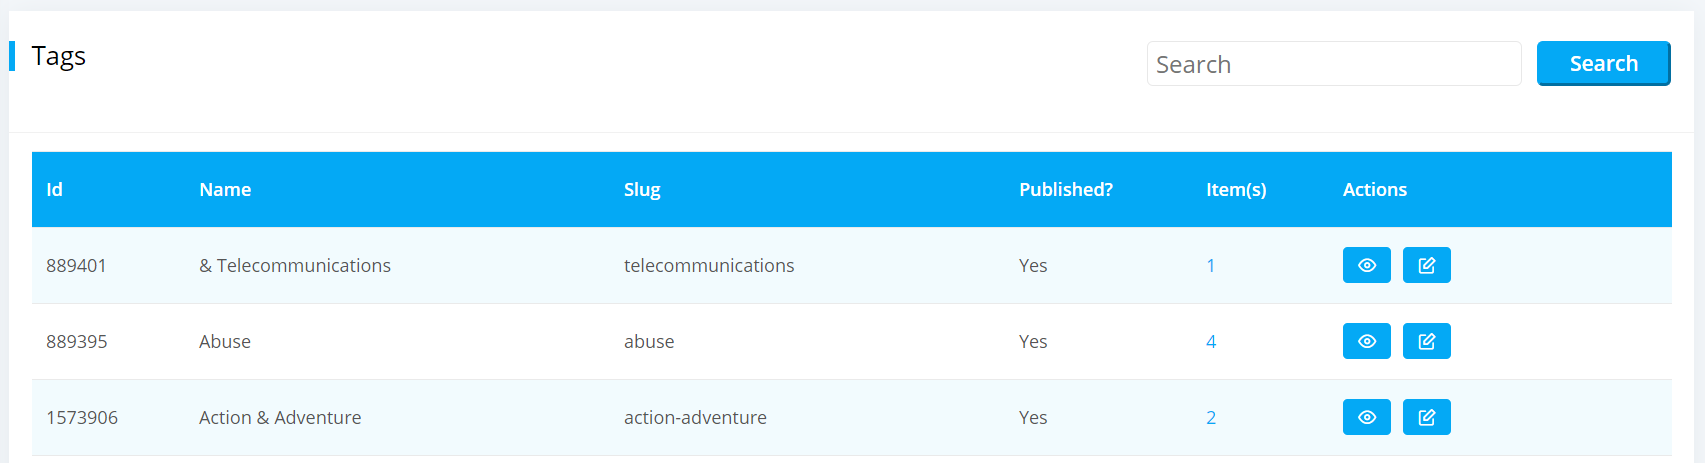 Tags
Search Search
Id Name Slug Published? Item(s) Actions
889401 & Telecommunications telecommunications Yes 1
889395 Abuse abuse Yes 4
1573906 Action & Adventure action-adventure Yes 2